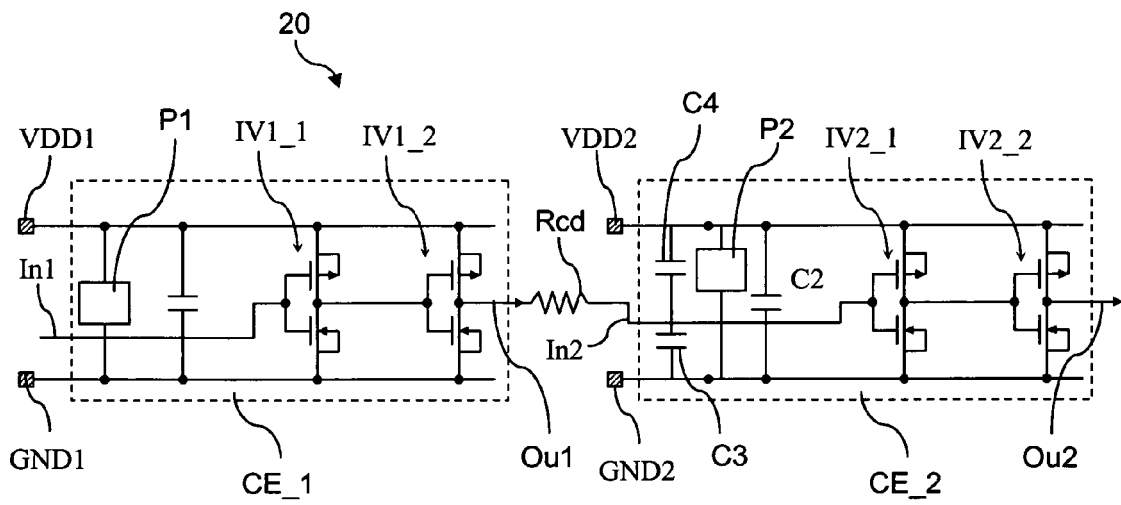 20
C4
P1
P2
VDD1
IV1_1
IV1_2
VDD2
IV2_1
IV2_2
Rcd
In1
C2
In2
GND1
CE_1
Ou1
GND2
C3
CE_2
Ou2